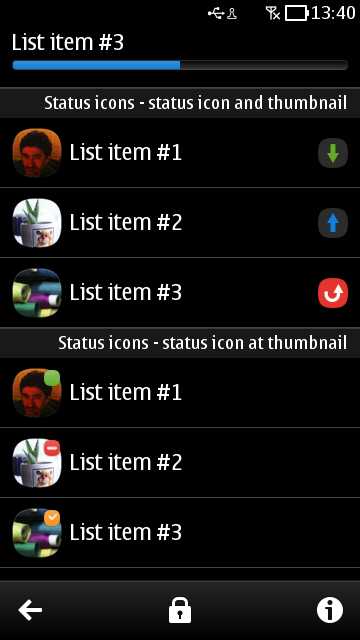 13:40
List item #3
Status icons - status icon and thumbnail
List item #1
List item #2
List item #3
Status icons - status icon at thumbnail
List item #1
List item #2
List item #3